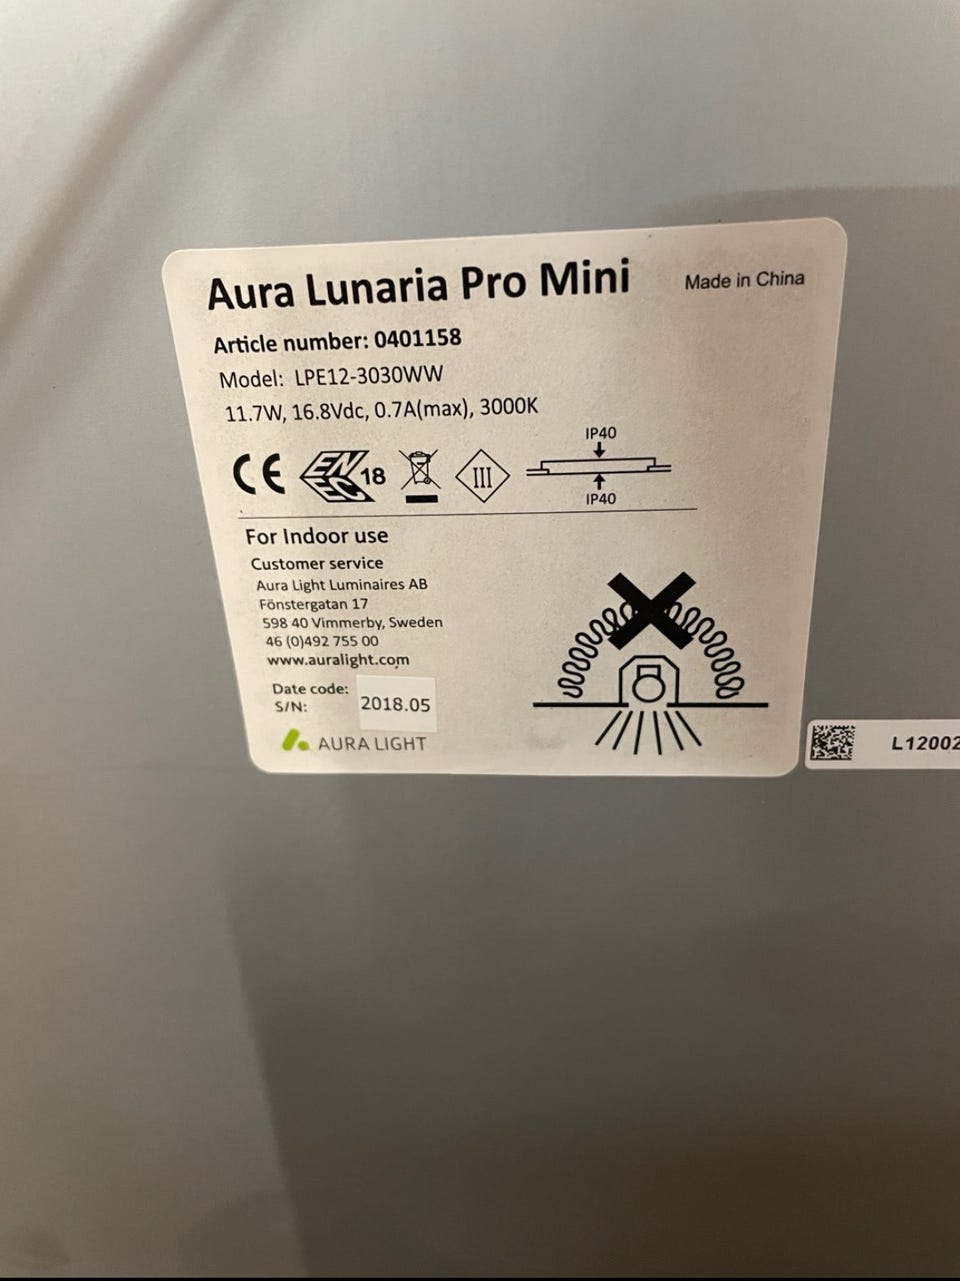 Aura Lunaria Pro Mini
Made in China
Article number: 0401158
Model: LPE12-3030WW
11.7W, 16.8Vdc, 0.7A(max), 3000K
CE ENEC 18 III
IP40
IP40
For Indoor use
Customer service
Aura Light Luminaires AB
Fönstergatan 17
598 40 Vimmerby, Sweden
46 (0)492 755 00
www.auralight.com
Date code:
S/N:
2018.05
AURA LIGHT
L12002